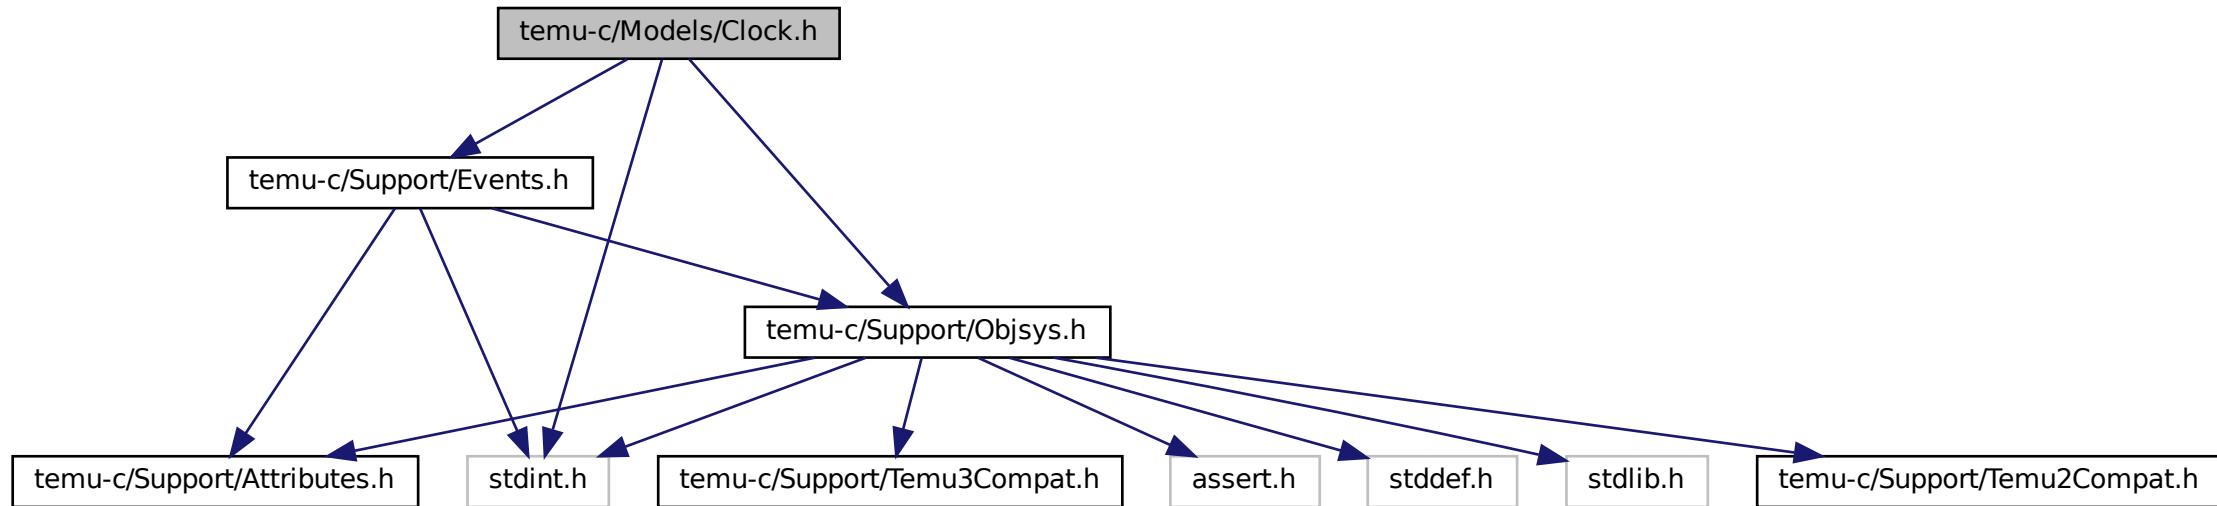 temu-c/Models/Clock.h
temu-c/Support/Events.h
temu-c/Support/Objsys.h
temu-c/Support/Attributes.h
stdint.h
temu-c/Support/Temu3Compat.h
assert.h
stddef.h
stdlib.h
temu-c/Support/Temu2Compat.h